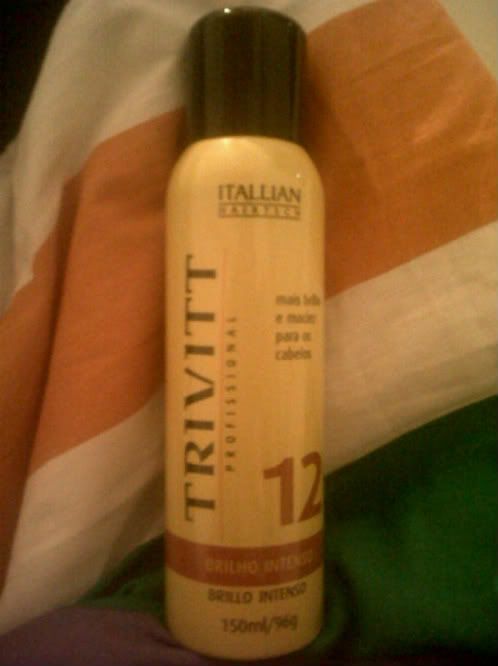 ITALLIAN
HAIRTECH
TRIVITT
PROFISSIONAL
mais brilho
e maciez
para os
cabelos
12
BRILHO INTENSO
BRILLO INTENSO
150ml/96g